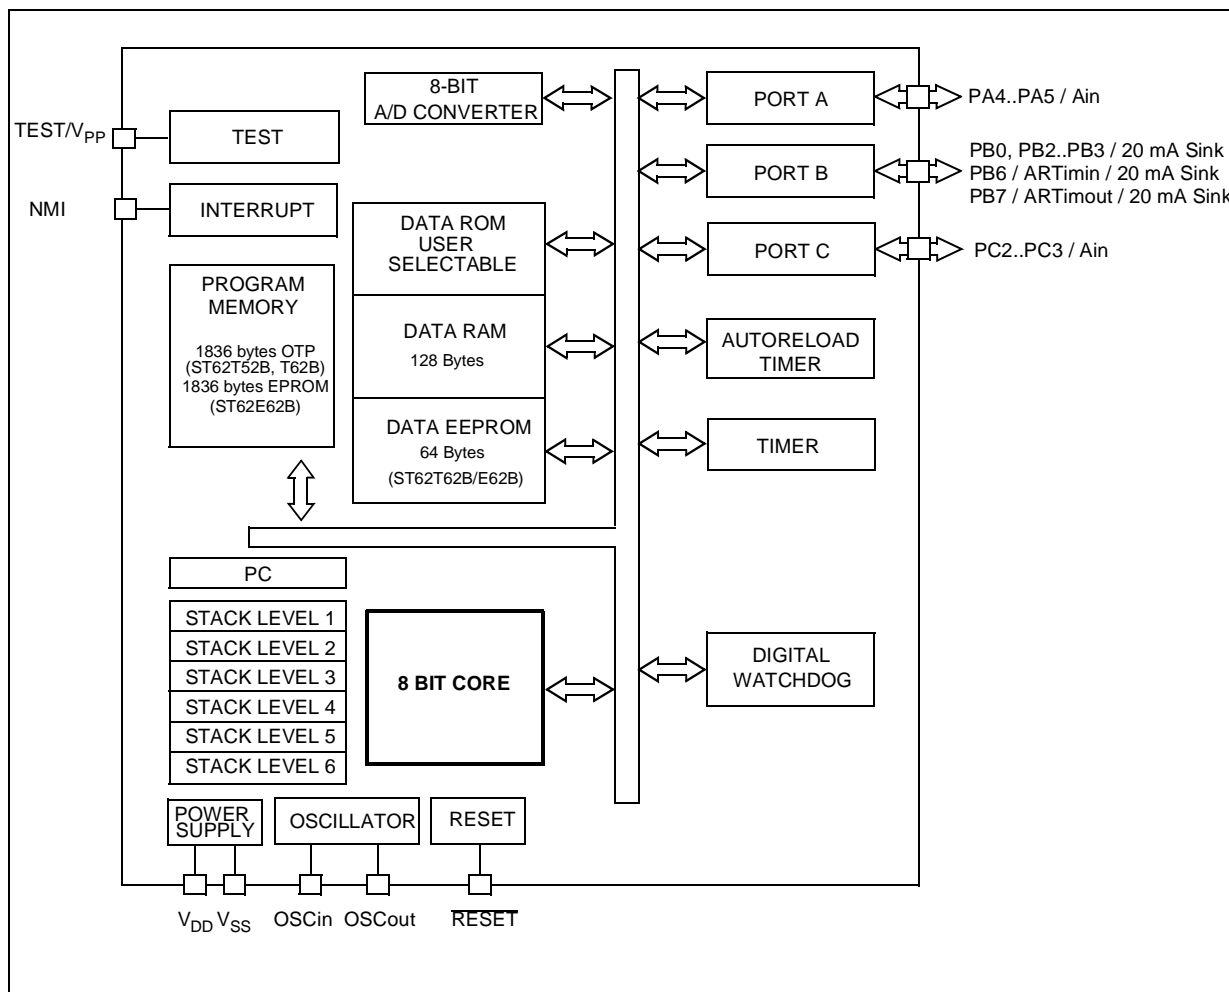 8-BIT
A/D CONVERTER
PORT A
PA4..PA5 / Ain
TEST/VPP
TEST
PORT B
PB0, PB2..PB3 / 20 mA Sink
PB6 / ARTimin / 20 mA Sink
PB7 / ARTimout / 20 mA Sink
NMI
INTERRUPT
DATA ROM
USER
SELECTABLE
PORT C
PC2..PC3 / Ain
PROGRAM
MEMORY
1836 bytes OTP
(ST62T52B, T62B)
1836 bytes EPROM
(ST62E62B)
DATA RAM
128 Bytes
AUTORELOAD
TIMER
DATA EEPROM
64 Bytes
(ST62T62B/E62B)
TIMER
PC
STACK LEVEL 1
STACK LEVEL 2
STACK LEVEL 3
STACK LEVEL 4
STACK LEVEL 5
STACK LEVEL 6
8 BIT CORE
DIGITAL
WATCHDOG
POWER
SUPPLY
OSCILLATOR
RESET
VDD VSS
OSCin OSCout
RESET